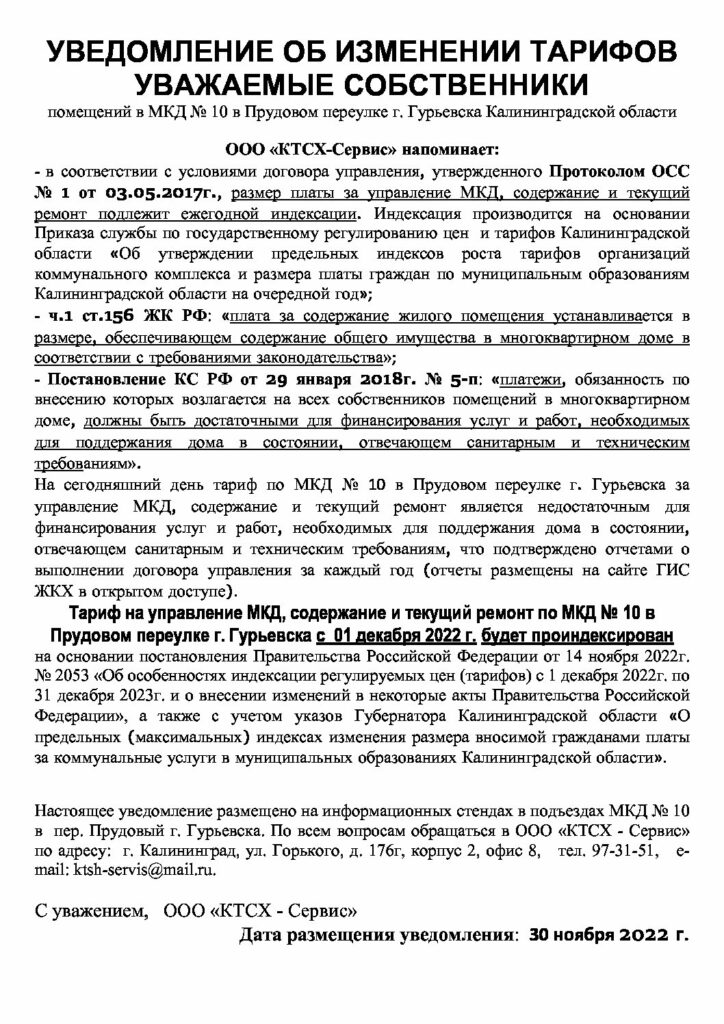 УВЕДОМЛЕНИЕ ОБ ИЗМЕНЕНИИ ТАРИФОВ
УВАЖАЕМЫЕ СОБСТВЕННИКИ
помещений в МКД № 10 в Прудовом переулке г. Гурьевска Калининградской области
ООО «КТСХ-Сервис» напоминает:
- в соответствии с условиями договора управления, утвержденного Протоколом ОСС
№ 1 от 03.05.2017г., размер платы за управление МКД, содержание и текущий
ремонт подлежит ежегодной индексации. Индексация производится на основании
Приказа службы по государственному регулированию цен и тарифов Калининградской
области «Об утверждении предельных индексов роста тарифов организаций
коммунального комплекса и размера платы граждан по муниципальным образованиям
Калининградской области на очередной год»;
- ч.1 ст.156 ЖК РФ: «плата за содержание жилого помещения устанавливается в
размере, обеспечивающем содержание общего имущества в многоквартирном доме в
соответствии с требованиями законодательства»;
- Постановление КС РФ от 29 января 2018г. № 5-п: «платежи, обязанность по
внесению которых возлагается на всех собственников помещений в многоквартирном
доме, должны быть достаточными для финансирования услуг и работ, необходимых
для поддержания дома в состоянии, отвечающем санитарным и техническим
требованиям».
На сегодняшний день тариф по МКД № 10 в Прудовом переулке г. Гурьевска за
управление МКД, содержание и текущий ремонт является недостаточным для
финансирования услуг и работ, необходимых для поддержания дома в состоянии,
отвечающем санитарным и техническим требованиям, что подтверждено отчетами о
выполнении договора управления за каждый год (отчеты размещены на сайте ГИС
ЖКХ в открытом доступе).
Тариф на управление МКД, содержание и текущий ремонт по МКД № 10 в
Прудовом переулке г. Гурьевска с 01 декабря 2022 г. будет проиндексирован
на основании постановления Правительства Российской Федерации от 14 ноября 2022г.
№ 2053 «Об особенностях индексации регулируемых цен (тарифов) с 1 декабря 2022г. по
31 декабря 2023г. и о внесении изменений в некоторые акты Правительства Российской
Федерации», а также с учетом указов Губернатора Калининградской области «О
предельных (максимальных) индексах изменения размера вносимой гражданами платы
за коммунальные услуги в муниципальных образованиях Калининградской области».
Настоящее уведомление размещено на информационных стендах в подъездах МКД № 10
в пер. Прудовый г. Гурьевска. По всем вопросам обращаться в ООО «КТСХ - Сервис»
по адресу: г. Калининград, ул. Горького, д. 176г, корпус 2, офис 8, тел. 97-31-51, e-
mail: ktsh-servis@mail.ru.
С уважением, ООО «КТСХ - Сервис»
Дата размещения уведомления: 30 ноября 2022 г.